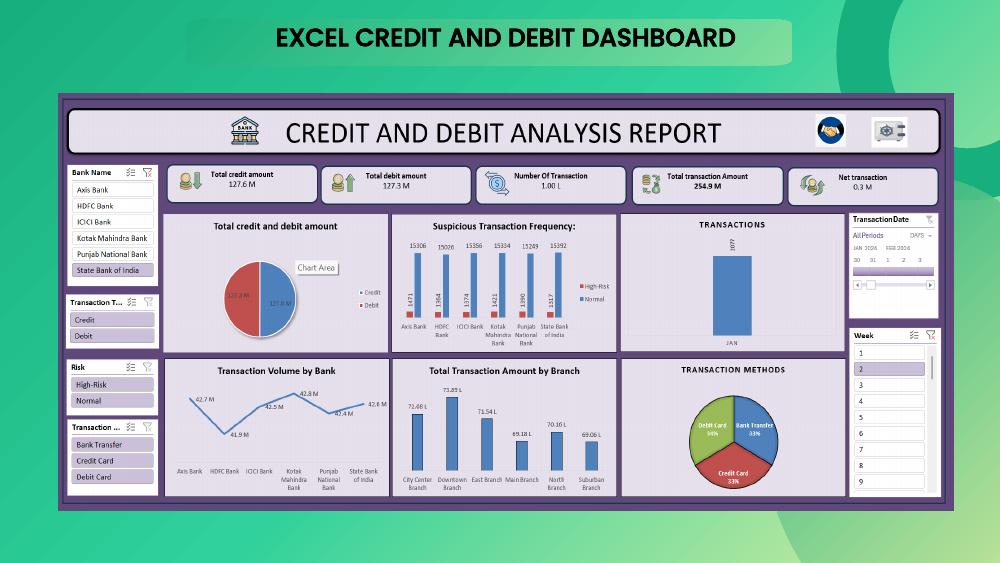 EXCEL CREDIT AND DEBIT DASHBOARD
BANK
CREDIT AND DEBIT ANALYSIS REPORT
Bank Name
Axis Bank
HDFC Bank
ICICI Bank
Kotak Mahindra Bank
Punjab National Bank
State Bank of India
Transaction T...
Credit
Debit
Risk
High-Risk
Normal
Transaction ...
Bank Transfer
Credit Card
Debit Card
Total credit amount
127.6 M
Total debit amount
127.3 M
Number Of Transaction
1.00 L
Total transaction Amount
254.9 M
Net transaction
0.3 M
Total credit and debit amount
Chart Area
127.3 M
127.6 M
Credit
Debit
Suspicious Transaction Frequency:
15306 15026 15356 15334 15249 15392
1471 1364 1374 1421 1390 1317
High-Risk
Normal
Axis Bank HDFC Bank ICICI Bank Kotak Mahindra Bank Punjab National Bank State Bank of India
TRANSACTIONS
1077
JAN
Transaction Volume by Bank
42.7 M 41.9 M 42.5 M 42.8 M 42.4 M 42.6 M
Axis Bank HDFC Bank ICICI Bank Kotak Mahindra Bank Punjab National Bank State Bank of India
Total Transaction Amount by Branch
72.08 L 73.89 L 71.54 L 69.18 L 70.16 L 69.06 L
City Center Branch Downtown Branch East Branch Main Branch North Branch Suburban Branch
TRANSACTION METHODS
Debit Card
34%
Bank Transfer
33%
Credit Card
33%
TransactionDate
All Periods DAYS
JAN 2024 FEB 2024
30 31 1 2 3
Week
1
2
3
4
5
6
7
8
9